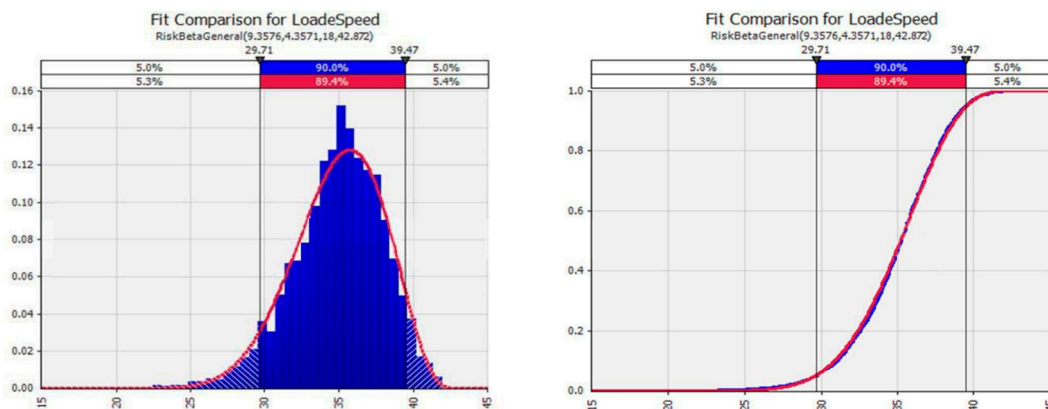 Fit Comparison for LoadeSpeed
RiskBetaGeneral(9.3576,4.3571,18,42.872)
29.71 39.47
5.0% 90.0% 5.0%
5.3% 89.4% 5.4%
0.16
0.14
0.12
0.10
0.08
0.06
0.04
0.02
0.00
15 20 25 30 35 40 45
Fit Comparison for LoadeSpeed
RiskBetaGeneral(9.3576,4.3571,18,42.872)
29.71 39.47
5.0% 90.0% 5.0%
5.3% 89.4% 5.4%
1.0
0.8
0.6
0.4
0.2
0.0
15 20 25 30 35 40 45